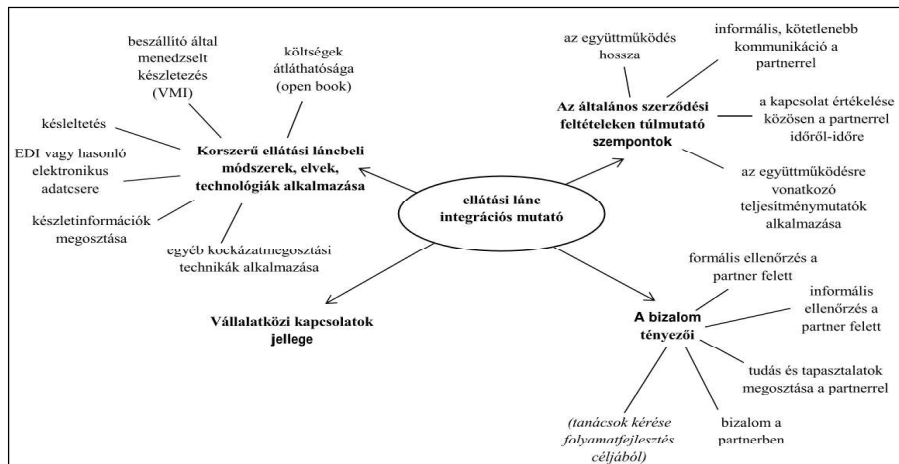 beszállító által
menedzselt
készletezés
(VMI)
költségek
átláthatósága
(open book)
késleltetés
EDI vagy hasonló
elektronikus
adatcsere
készletinformációk
megosztása
egyéb kockázatmegosztási
technikák alkalmazása
Korszerű ellátási láncbeli
módszerek, elvek,
technológiák alkalmazása
az együttműködés
hossza
informális, kötetlenebb
kommunikáció a
partnerrel
Az általános szerződési
feltételeken túlmutató
szempontok
a kapcsolat értékelése
közösen a partnerrel
időről-időre
az együttműködésre
vonatkozó
teljesítménymutatók
alkalmazása
ellátási lánc
integrációs mutató
Vállalatközi kapcsolatok
jellege
formális ellenőrzés a
partner felett
informális
ellenőrzés a
partner felett
A bizalom
tényezői
tudás és tapasztalatok
megosztása a partnerrel
(tanácsok kérése
folyamatfejlesztés
céljából)
bizalom a
partnerben